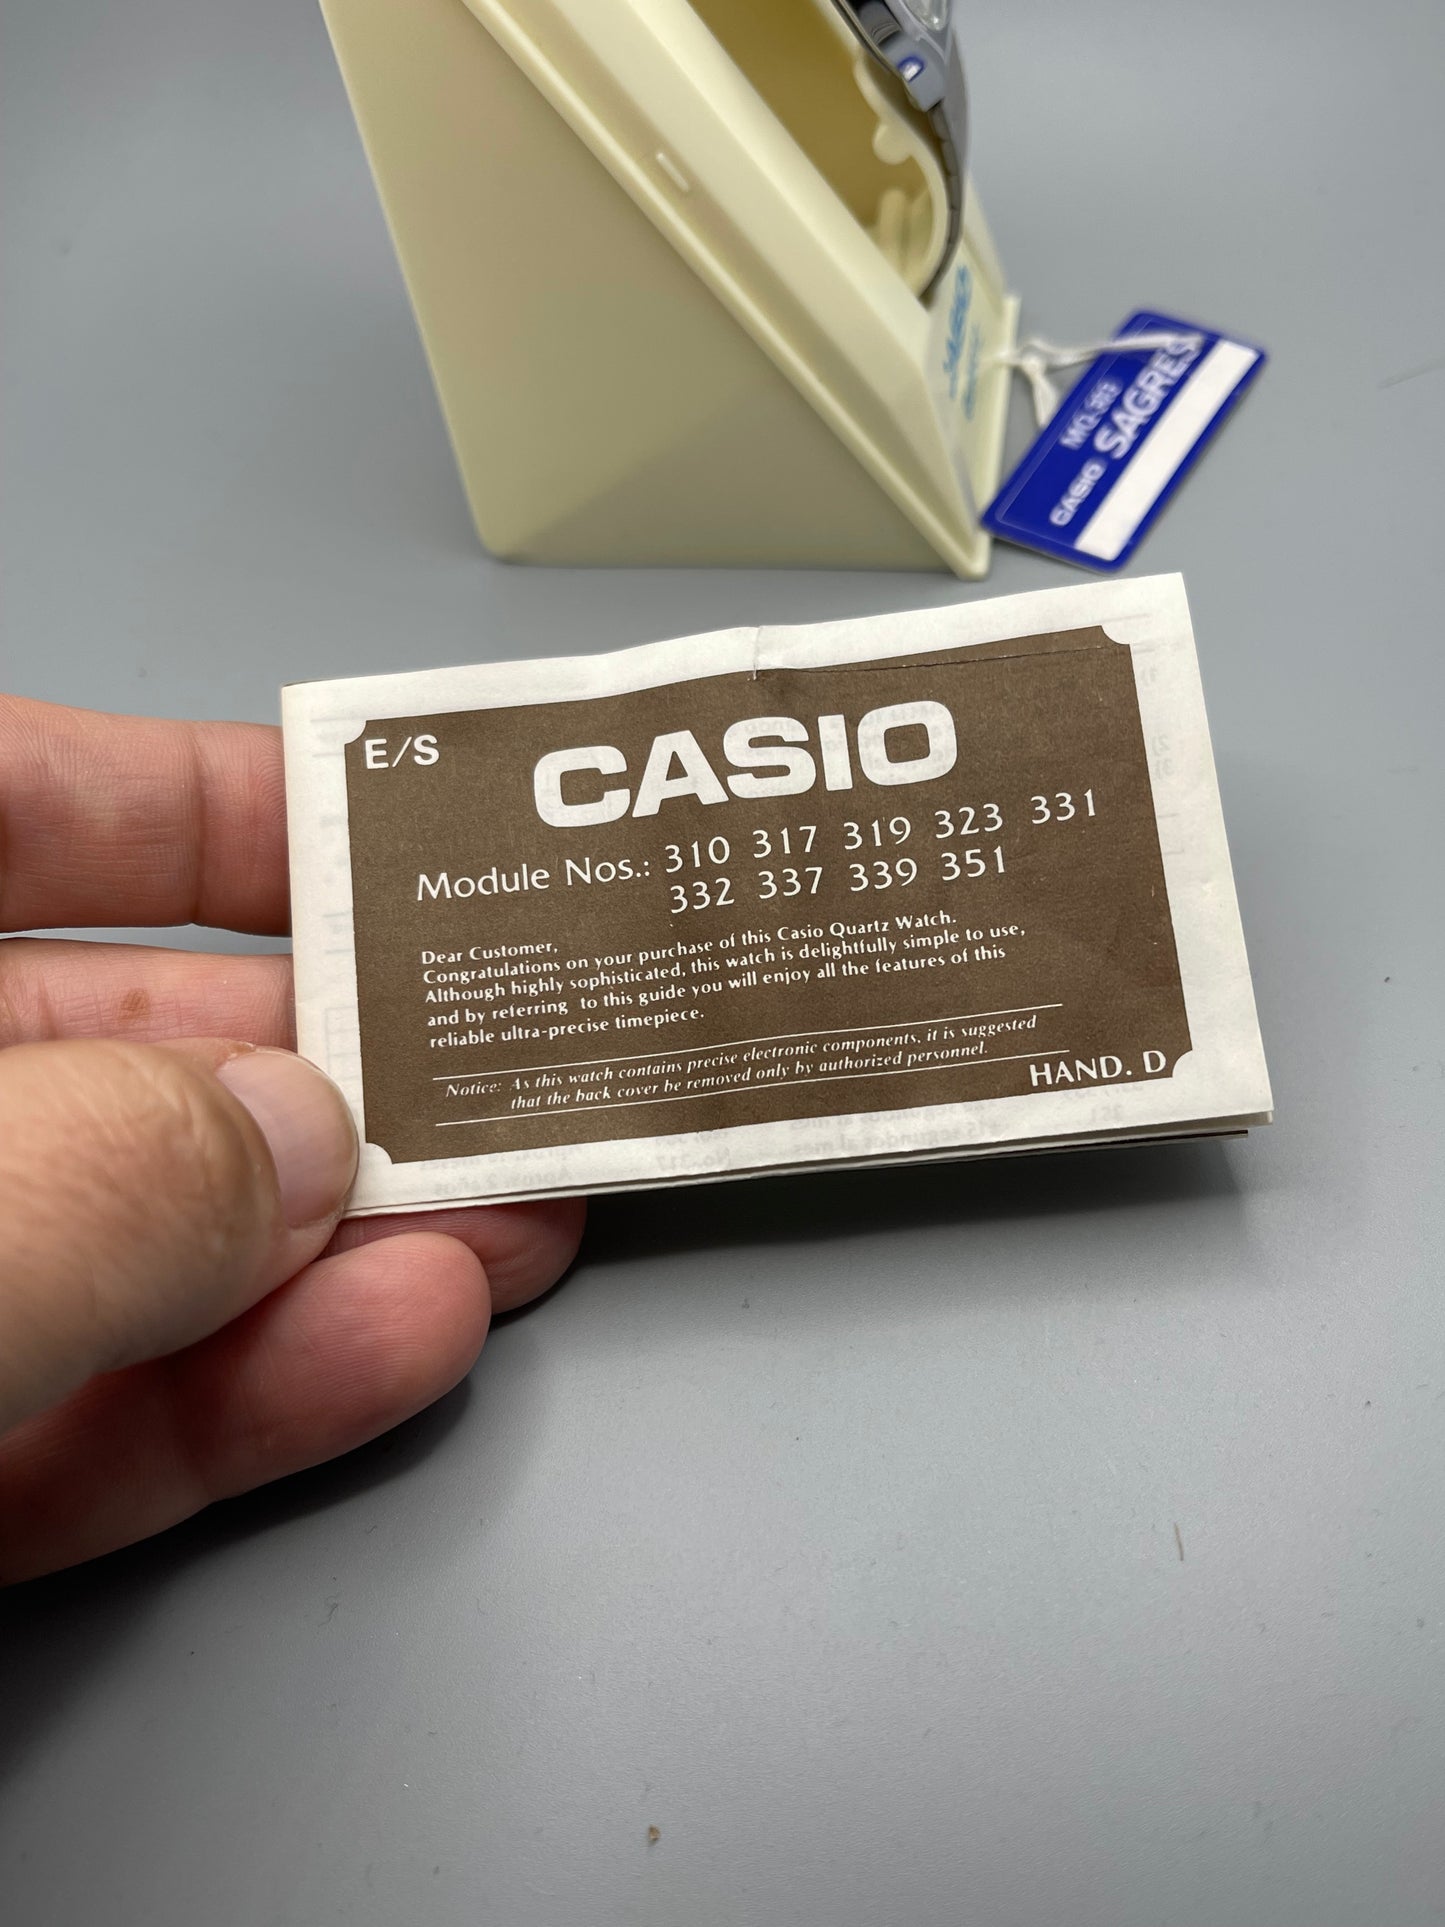 MQ.303
CASIO SAGRES
E/S
CASIO
Module Nos.: 310 317 319 323 331
332 337 339 351
Dear Customer,
Congratulations on your purchase of this Casio Quartz Watch.
Although highly sophisticated, this watch is delightfully simple to use,
and by referring to this guide you will enjoy all the features of this
reliable ultra-precise timepiece.
Notice: As this watch contains precise electronic components, it is suggested
that the back cover be removed only by authorized personnel.
HAND. D